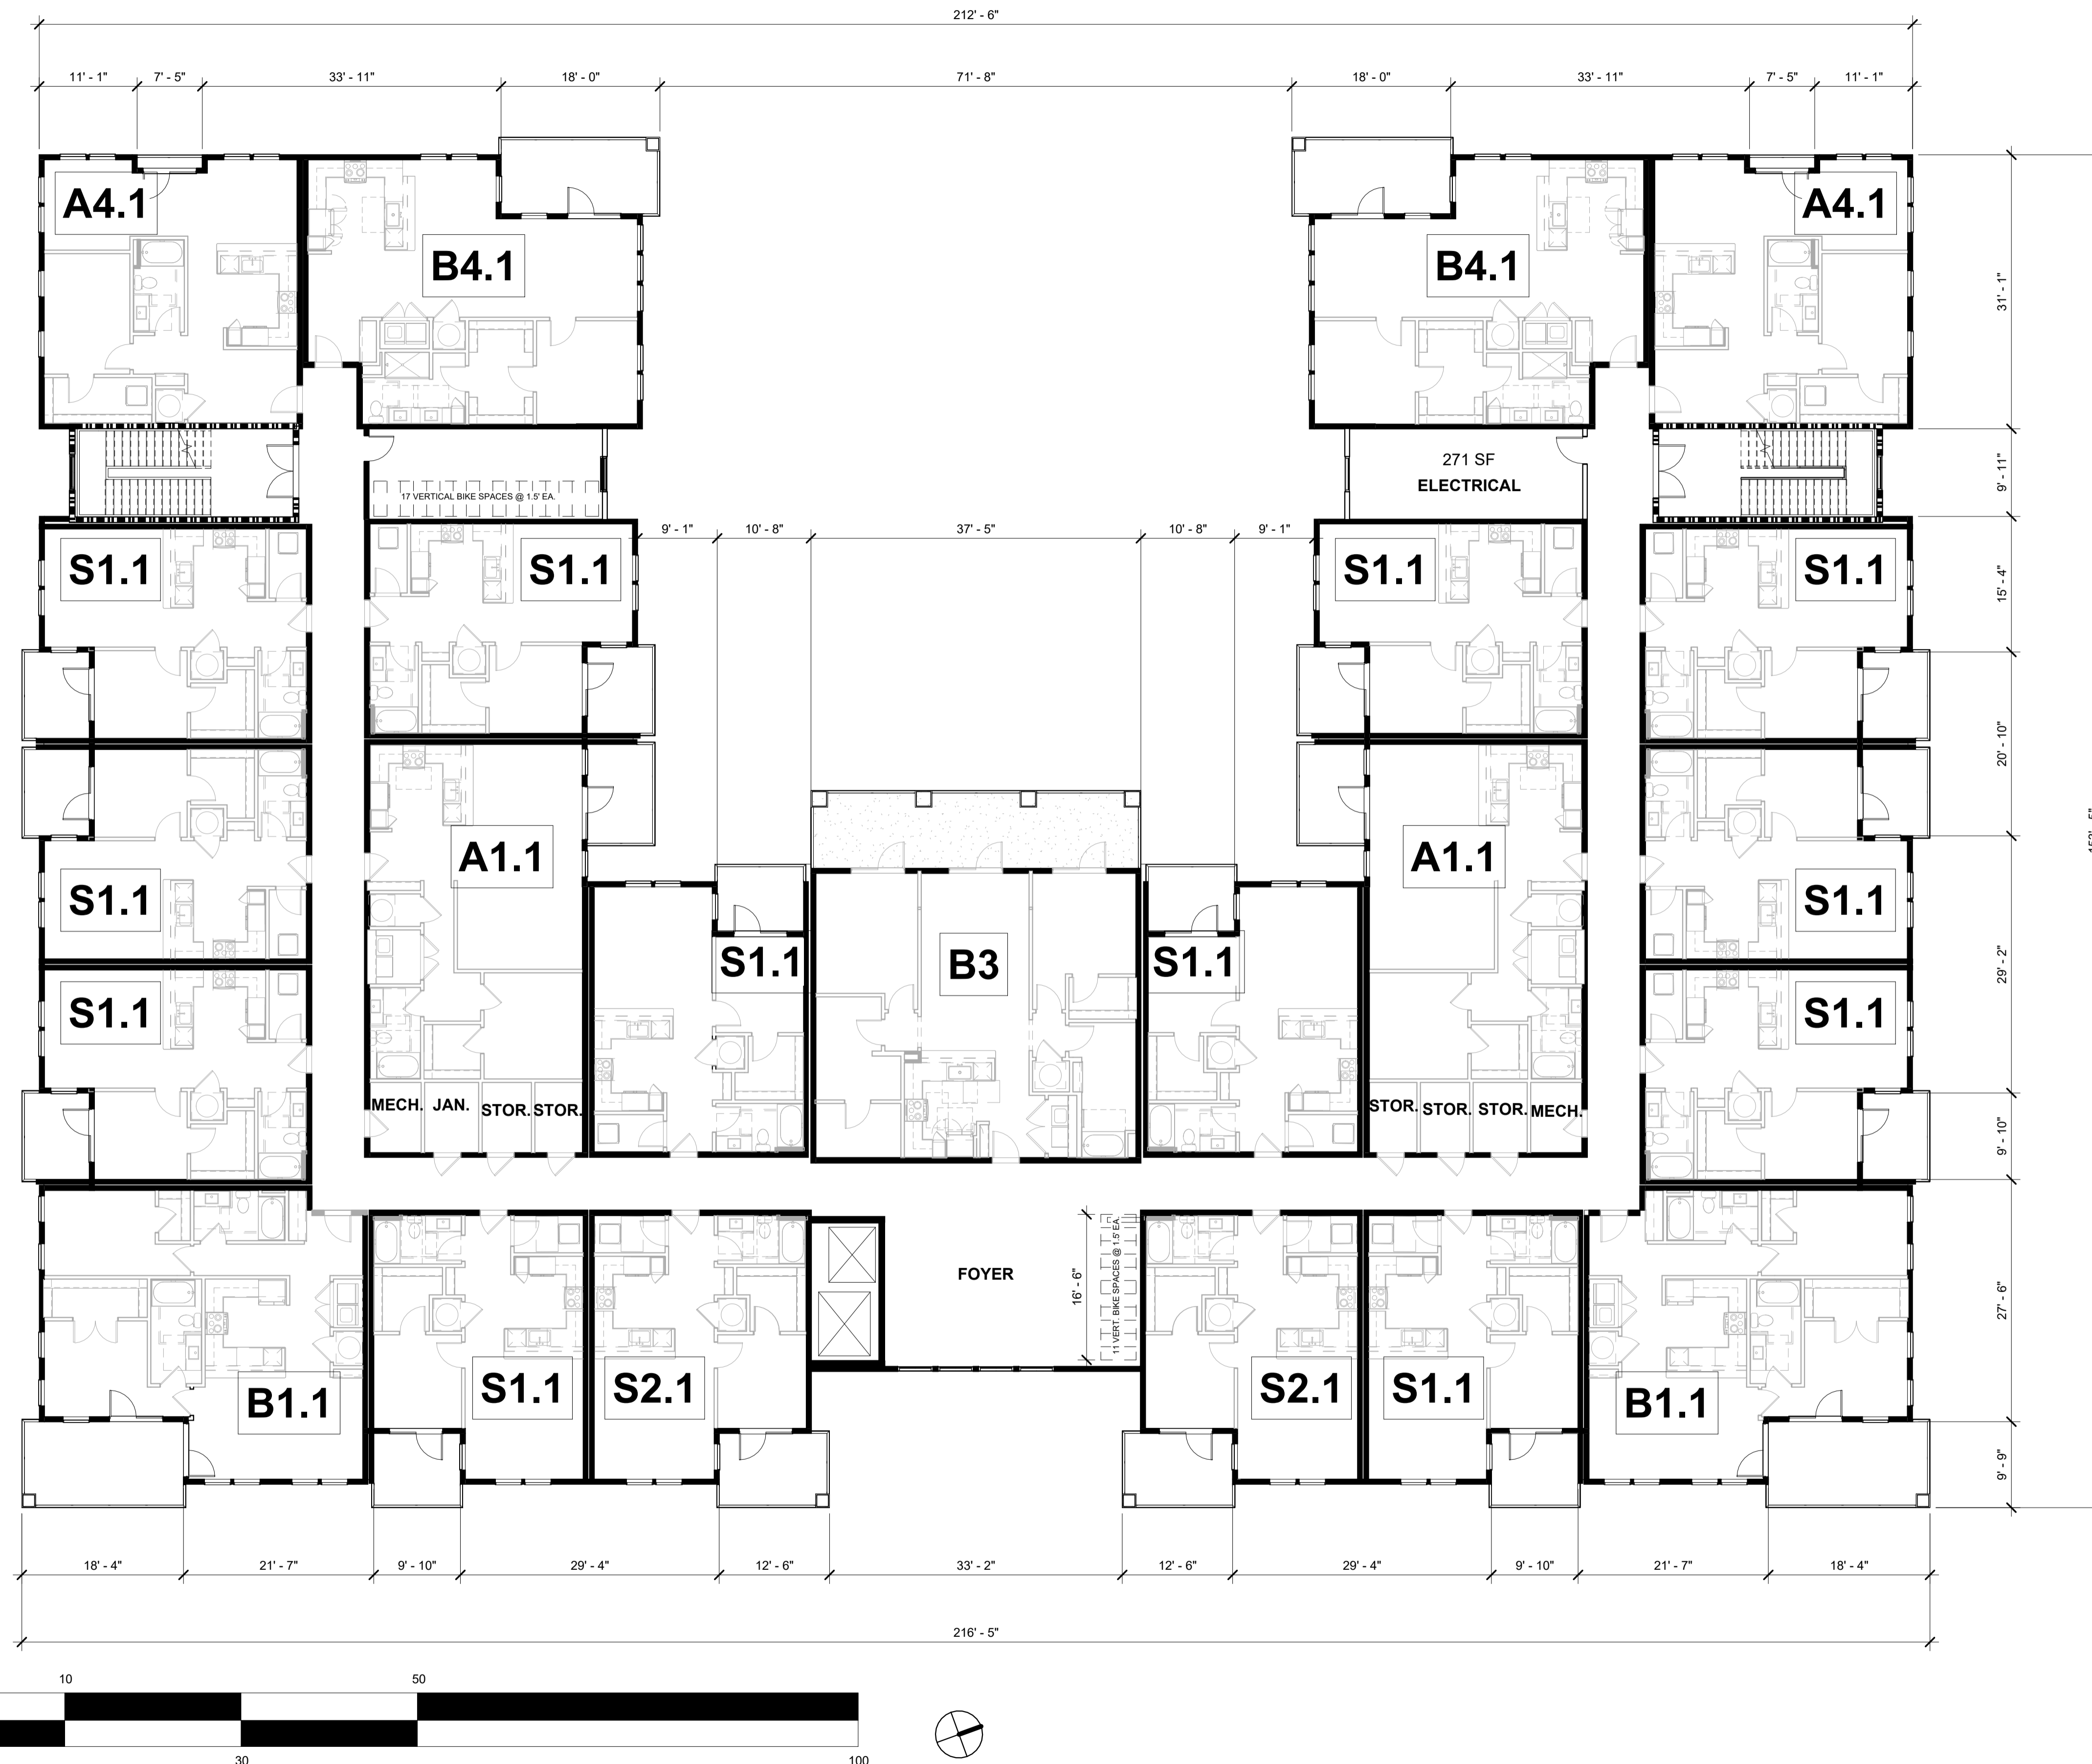 212' - 6"
11' - 1" 7' - 5" 33' - 11" 18' - 0" 71' - 8" 18' - 0" 33' - 11" 7' - 5" 11' - 1"
A4.1 A4.1
B4.1 B4.1
31' - 1"
271 SF
ELECTRICAL
9' - 11"
17 VERTICAL BIKE SPACES @ 1.5' EA.
9' - 1" 10' - 8" 37' - 5" 10' - 8" 9' - 1"
S1.1 S1.1 S1.1 S1.1
15' - 4"
20' - 10"
A1.1 A1.1
S1.1 S1.1
S1.1 B3 S1.1
29' - 2"
S1.1 S1.1
MECH. JAN. STOR. STOR. STOR. STOR. STOR. MECH.
9' - 10"
FOYER
16' - 6"
11 VERT. BIKE SPACES @ 1.5' EA.
27' - 6"
B1.1 S1.1 S2.1 S2.1 S1.1 B1.1
9' - 9"
18' - 4" 21' - 7" 9' - 10" 29' - 4" 12' - 6" 33' - 2" 12' - 6" 29' - 4" 9' - 10" 21' - 7" 18' - 4"
216' - 5"
10 50
30 100